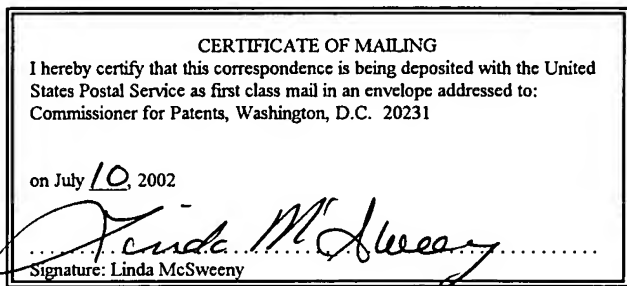 CERTIFICATE OF MAILING
I hereby certify that this correspondence is being deposited with the United
States Postal Service as first class mail in an envelope addressed to:
Commissioner for Patents, Washington, D.C. 20231
on July 10, 2002
Linda McSweeny
Signature: Linda McSweeny